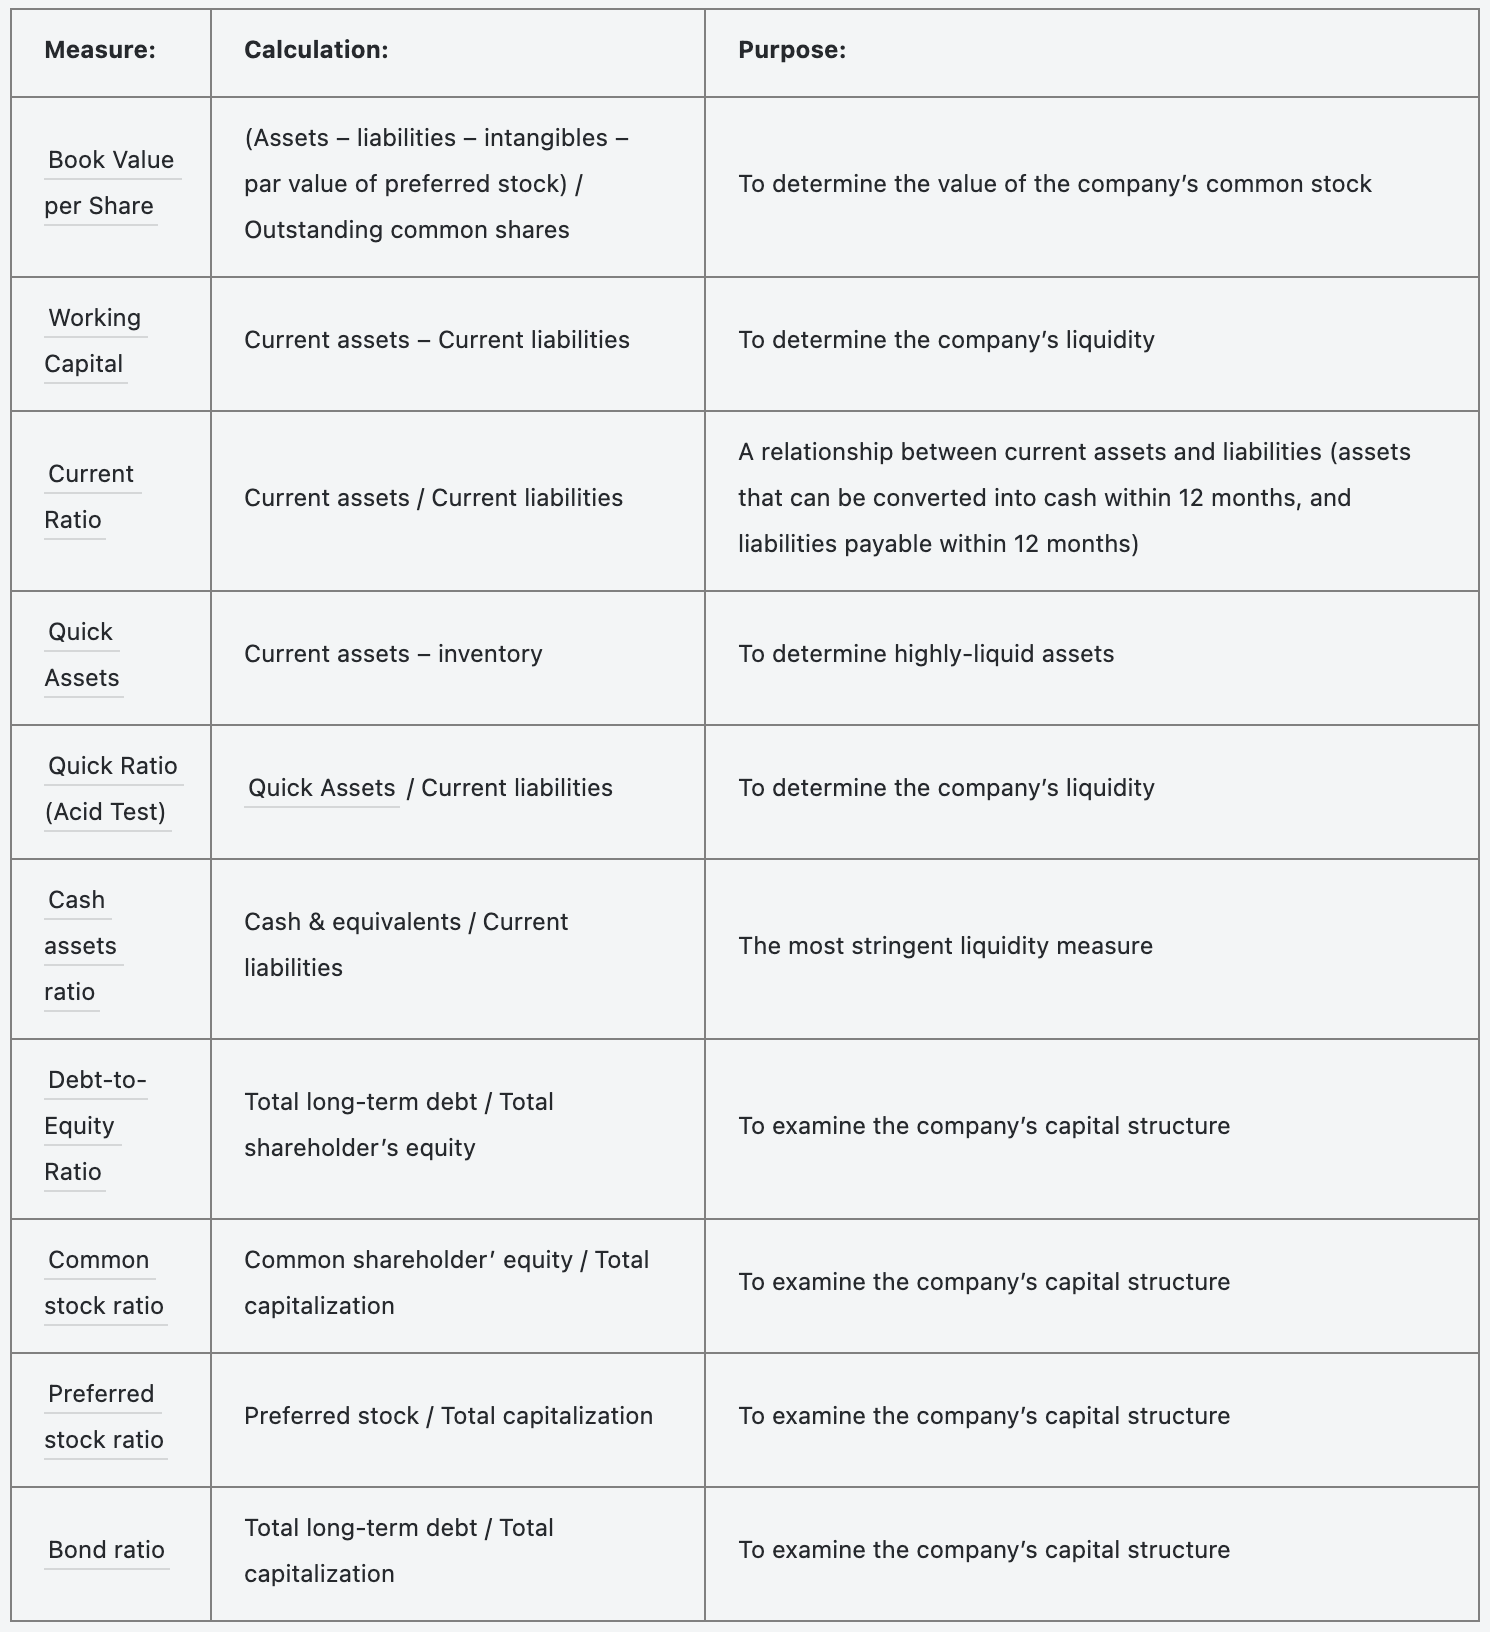 Measure:
Calculation:
Purpose:
Book Value
per Share
(Assets – liabilities – intangibles –
par value of preferred stock) /
Outstanding common shares
To determine the value of the company’s common stock
Working
Capital
Current assets – Current liabilities
To determine the company’s liquidity
Current
Ratio
Current assets / Current liabilities
A relationship between current assets and liabilities (assets
that can be converted into cash within 12 months, and
liabilities payable within 12 months)
Quick
Assets
Current assets – inventory
To determine highly-liquid assets
Quick Ratio
(Acid Test)
Quick Assets / Current liabilities
To determine the company’s liquidity
Cash
assets
ratio
Cash & equivalents / Current
liabilities
The most stringent liquidity measure
Debt-to-
Equity
Ratio
Total long-term debt / Total
shareholder’s equity
To examine the company’s capital structure
Common
stock ratio
Common shareholder’ equity / Total
capitalization
To examine the company’s capital structure
Preferred
stock ratio
Preferred stock / Total capitalization
To examine the company’s capital structure
Bond ratio
Total long-term debt / Total
capitalization
To examine the company’s capital structure